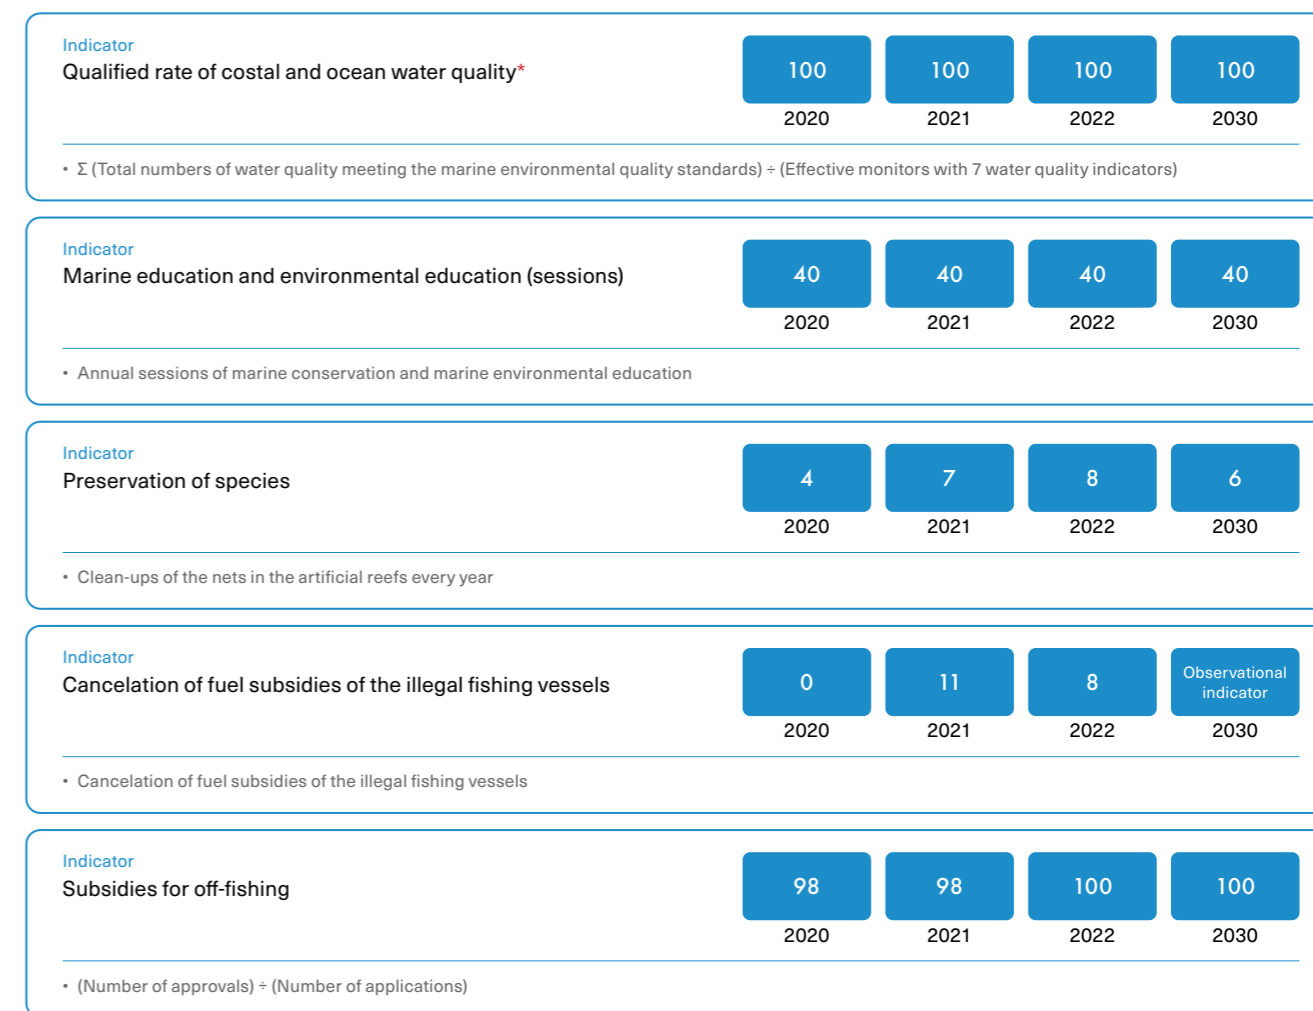 Indicator
Qualified rate of costal and ocean water quality*
100 100 100 100
2020 2021 2022 2030
• Σ (Total numbers of water quality meeting the marine environmental quality standards) ÷ (Effective monitors with 7 water quality indicators)
Indicator
Marine education and environmental education (sessions)
40 40 40 40
2020 2021 2022 2030
• Annual sessions of marine conservation and marine environmental education
Indicator
Preservation of species
4 7 8 6
2020 2021 2022 2030
• Clean-ups of the nets in the artificial reefs every year
Indicator
Cancelation of fuel subsidies of the illegal fishing vessels
0 11 8 Observational
indicator
2020 2021 2022 2030
• Cancelation of fuel subsidies of the illegal fishing vessels
Indicator
Subsidies for off-fishing
98 98 100 100
2020 2021 2022 2030
• (Number of approvals) ÷ (Number of applications)